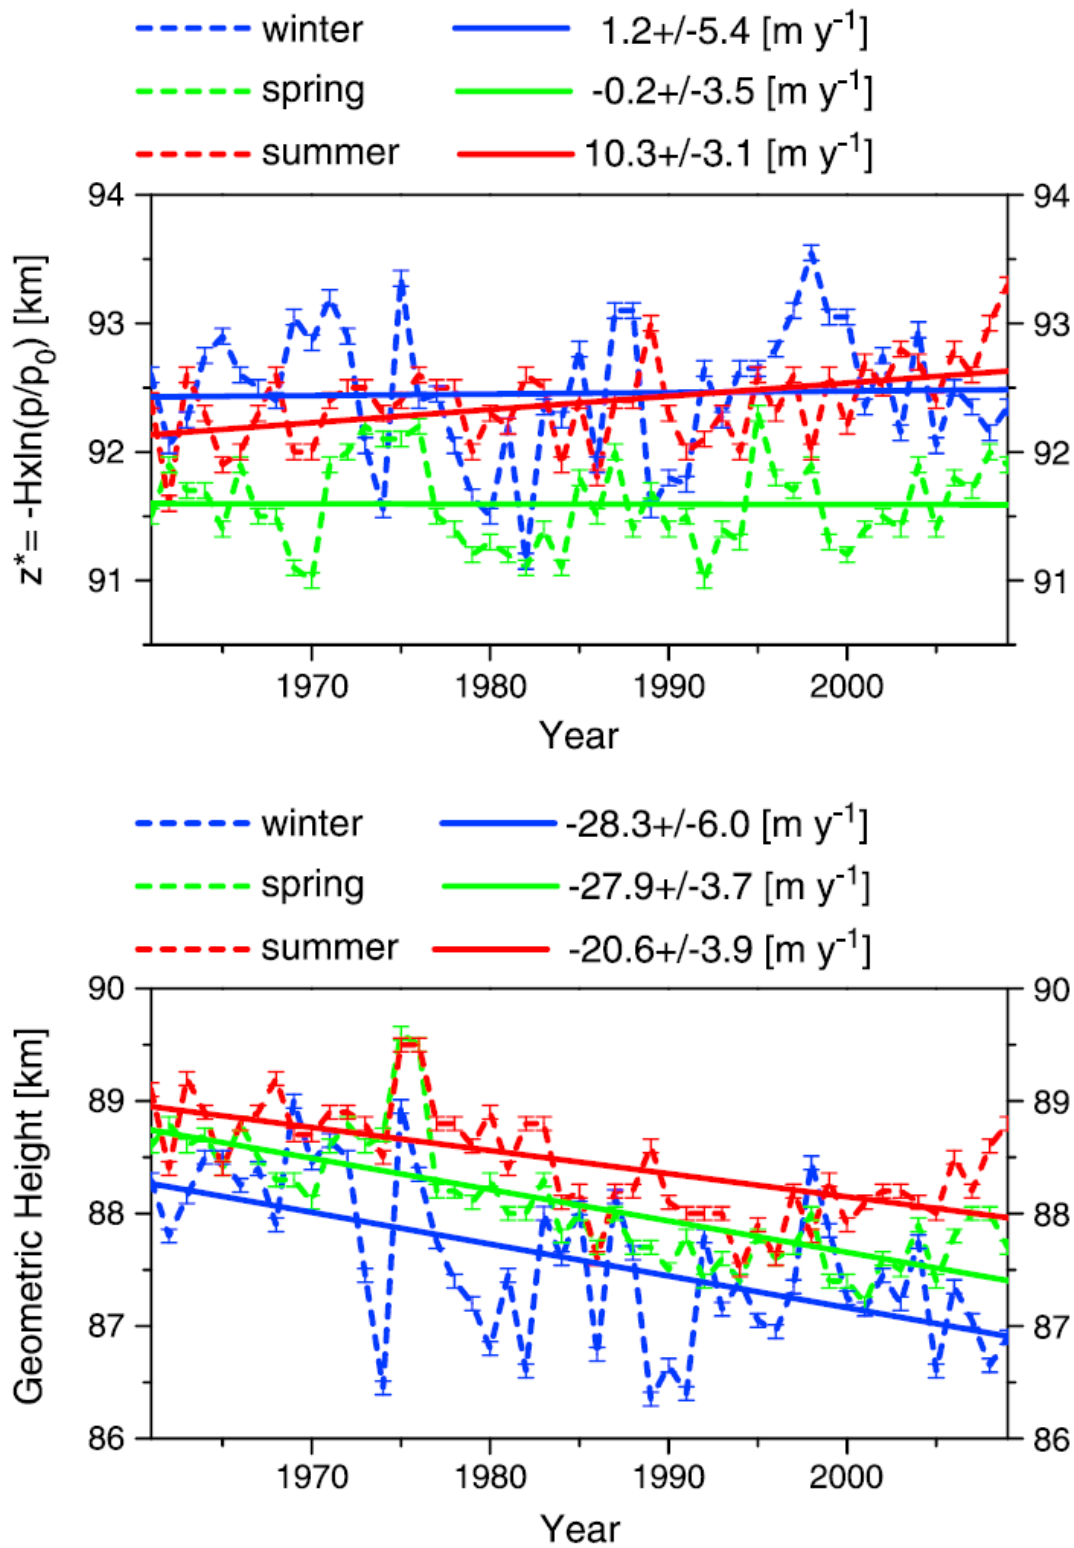 winter 1.2+/-5.4 [m y-1]
spring -0.2+/-3.5 [m y-1]
summer 10.3+/-3.1 [m y-1]
94 94
93 93
92 92
91 91
z*= -Hxln(p/p0) [km]
1970 1980 1990 2000
Year
winter -28.3+/-6.0 [m y-1]
spring -27.9+/-3.7 [m y-1]
summer -20.6+/-3.9 [m y-1]
90 90
89 89
88 88
87 87
86 86
Geometric Height [km]
1970 1980 1990 2000
Year